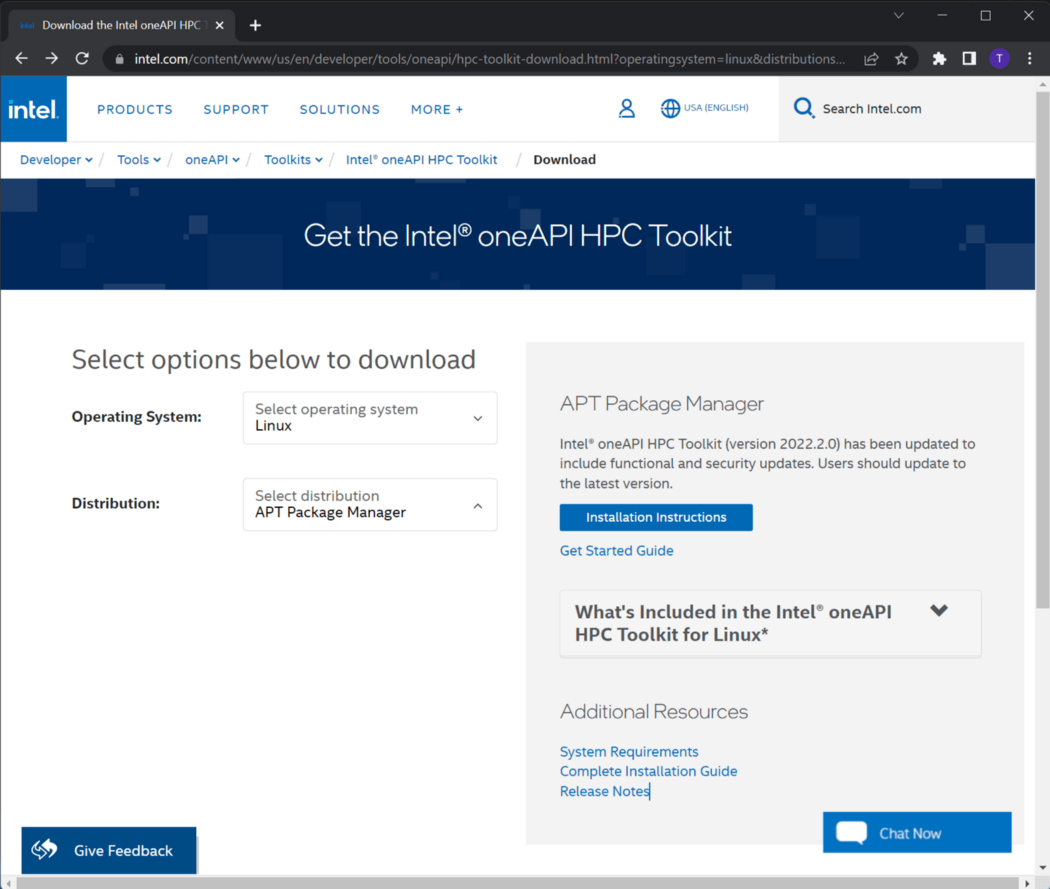 intel Download the Intel oneAPI HPC T
intel.com/content/www/us/en/developer/tools/oneapi/hpc-toolkit-download.html?operatingsystem=linux&distributions...
T
intel.
PRODUCTS SUPPORT SOLUTIONS MORE +
USA (ENGLISH)
Search Intel.com
Developer / Tools / oneAPI / Toolkits / Intel® oneAPI HPC Toolkit / Download
Get the Intel® oneAPI HPC Toolkit
Select options below to download
Operating System:
Select operating system
Linux
Distribution:
Select distribution
APT Package Manager
APT Package Manager
Intel® oneAPI HPC Toolkit (version 2022.2.0) has been updated to
include functional and security updates. Users should update to
the latest version.
Installation Instructions
Get Started Guide
What's Included in the Intel® oneAPI
HPC Toolkit for Linux*
Additional Resources
System Requirements
Complete Installation Guide
Release Notes
Chat Now
Give Feedback